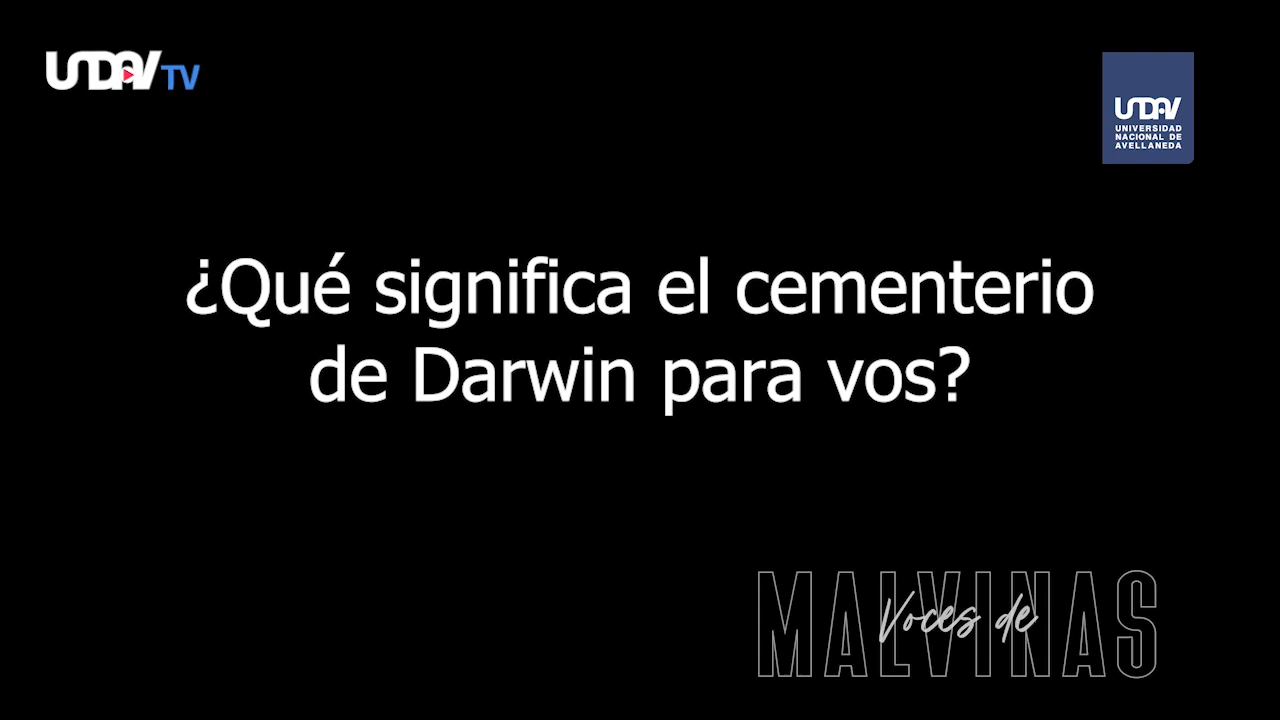 UNDAV TV
UNDAV
UNIVERSIDAD
NACIONAL DE
AVELLANEDA
¿Qué significa el cementerio
de Darwin para vos?
Voces de
MALVINAS